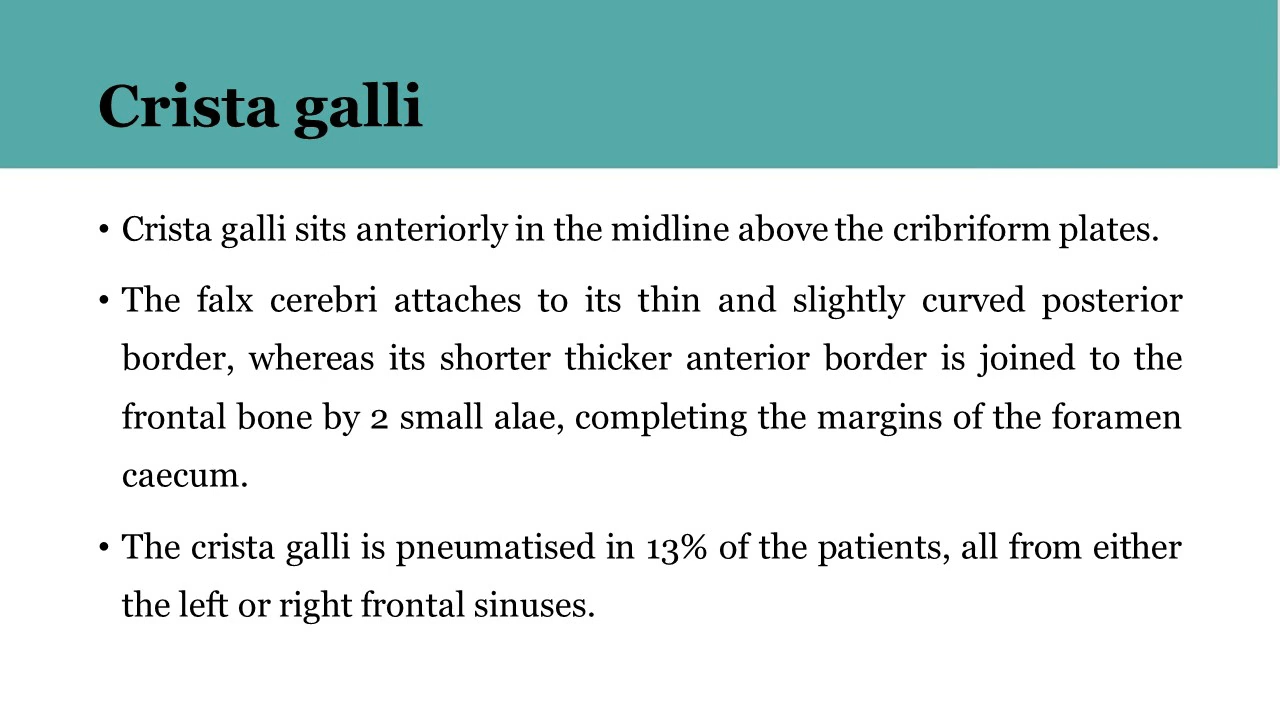 Crista galli
• Crista galli sits anteriorly in the midline above the cribriform plates.
• The falx cerebri attaches to its thin and slightly curved posterior
border, whereas its shorter thicker anterior border is joined to the
frontal bone by 2 small alae, completing the margins of the foramen
caecum.
• The crista galli is pneumatised in 13% of the patients, all from either
the left or right frontal sinuses.